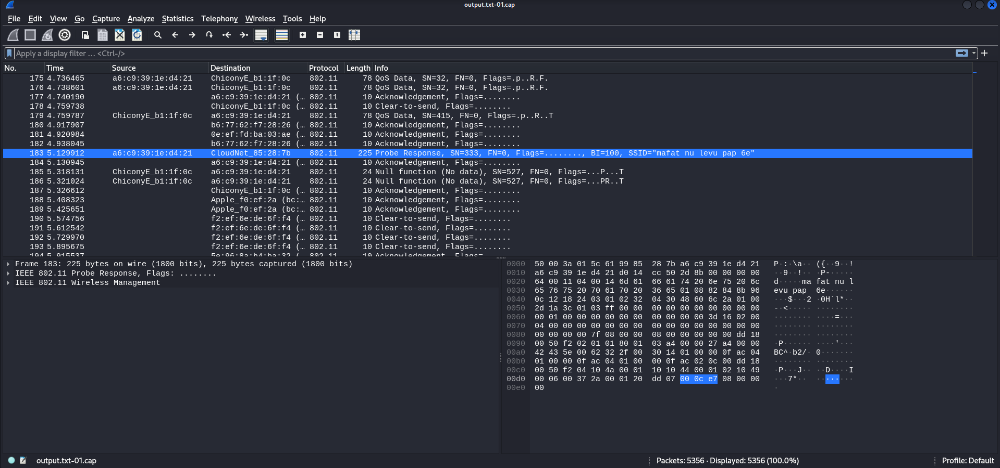 output.txt-01.cap
File Edit View Go Capture Analyze Statistics Telephony Wireless Tools Help
Apply a display filter … <Ctrl-/>
No. Time Source Destination Protocol Length Info
175 4.736465 a6:c9:39:1e:d4:21 ChiconyE_b1:1f:0c 802.11 78 QoS Data, SN=32, FN=0, Flags=.p..R.F.
176 4.738601 a6:c9:39:1e:d4:21 ChiconyE_b1:1f:0c 802.11 78 QoS Data, SN=32, FN=0, Flags=.p..R.F.
177 4.740190 a6:c9:39:1e:d4:21 (… 802.11 10 Acknowledgement, Flags=........
178 4.759738 ChiconyE_b1:1f:0c (… 802.11 10 Clear-to-send, Flags=........
179 4.759787 ChiconyE_b1:1f:0c a6:c9:39:1e:d4:21 802.11 78 QoS Data, SN=415, FN=0, Flags=.p..R..T
180 4.917907 b6:77:62:f7:28:26 (… 802.11 10 Acknowledgement, Flags=........
181 4.920984 0e:ef:fd:ba:03:ae (… 802.11 10 Acknowledgement, Flags=........
182 4.938045 b6:77:62:f7:28:26 (… 802.11 10 Acknowledgement, Flags=........
183 5.129912 a6:c9:39:1e:d4:21 CloudNet_85:28:7b 802.11 225 Probe Response, SN=333, FN=0, Flags=........, BI=100, SSID="mafat nu levu pap 6e"
184 5.130945 a6:c9:39:1e:d4:21 (… 802.11 10 Acknowledgement, Flags=........
185 5.318131 ChiconyE_b1:1f:0c a6:c9:39:1e:d4:21 802.11 24 Null function (No data), SN=527, FN=0, Flags=...P...T
186 5.321024 ChiconyE_b1:1f:0c a6:c9:39:1e:d4:21 802.11 24 Null function (No data), SN=527, FN=0, Flags=...PR..T
187 5.326612 ChiconyE_b1:1f:0c (… 802.11 10 Acknowledgement, Flags=........
188 5.408323 Apple_f0:ef:2a (bc:… 802.11 10 Acknowledgement, Flags=........
189 5.425651 Apple_f0:ef:2a (bc:… 802.11 10 Acknowledgement, Flags=........
190 5.574756 f2:ef:6e:de:6f:f4 (… 802.11 10 Clear-to-send, Flags=........
191 5.612542 f2:ef:6e:de:6f:f4 (… 802.11 10 Clear-to-send, Flags=........
192 5.729970 f2:ef:6e:de:6f:f4 (… 802.11 10 Clear-to-send, Flags=........
193 5.895675 f2:ef:6e:de:6f:f4 (… 802.11 10 Clear-to-send, Flags=........
194 5.915537 5e:96:8a:b4:ba:32 (… 802.11 10 Acknowledgement, Flags=........
Frame 183: 225 bytes on wire (1800 bits), 225 bytes captured (1800 bits)
IEEE 802.11 Probe Response, Flags: ........
IEEE 802.11 Wireless Management
0000 50 00 3a 01 5c 61 99 85 28 7b a6 c9 39 1e d4 21 P·:·\a·· ({··9··!
0010 a6 c9 39 1e d4 21 d0 14 cc 50 2d 8b 00 00 00 00 ··9··!·· ·P-·····
0020 64 00 11 04 00 14 6d 61 66 61 74 20 6e 75 20 6c d·····ma fat nu l
0030 65 76 75 20 70 61 70 20 36 65 01 08 82 84 8b 96 evu pap 6e······
0040 0c 12 18 24 03 01 02 32 04 30 48 60 6c 2a 01 00 ···$···2 ·0H`l*··
0050 2d 1a 3c 01 03 ff 00 00 00 00 00 00 00 00 00 00 -·<····· ········
0060 00 01 00 00 00 00 00 00 00 00 00 00 3d 16 02 00 ········ ····=···
0070 04 00 00 00 00 00 00 00 00 00 00 00 00 00 00 00 ········ ········
0080 00 00 00 00 7f 08 00 00 08 00 00 00 00 00 dd 18 ········ ········
0090 00 50 f2 02 01 01 80 01 03 a4 00 00 27 a4 00 00 ·P······ ····'···
00a0 42 43 5e 00 62 32 2f 00 30 14 01 00 00 0f ac 04 BC^·b2/· 0·······
00b0 01 00 00 0f ac 04 01 00 00 0f ac 02 0c 00 dd 18 ········ ········
00c0 00 50 f2 04 10 4a 00 01 10 10 44 00 01 02 10 49 ·P···J·· ··D····I
00d0 00 06 00 37 2a 00 01 20 dd 07 00 0c e7 08 00 00 ···7*·· ········
00e0 00 ·
output.txt-01.cap
Packets: 5356 · Displayed: 5356 (100.0%)
Profile: Default